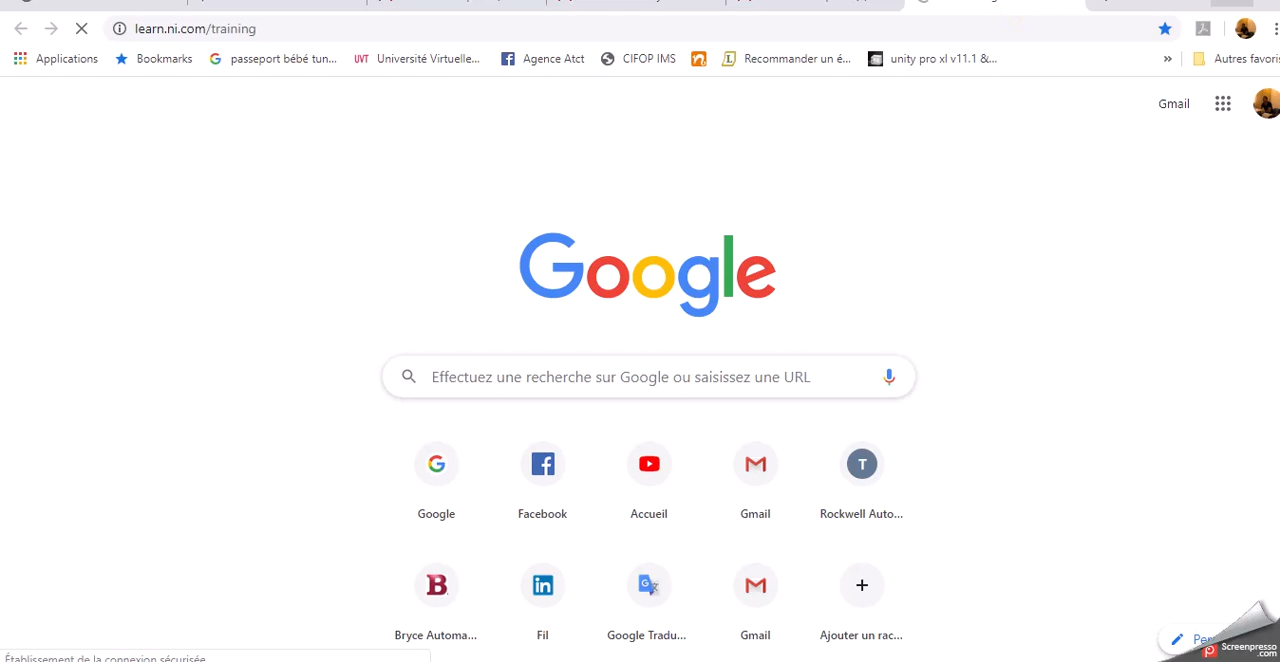 learn.ni.com/training
Applications Bookmarks passeport bébé tun... UVT Université Virtuelle... Agence Atct CIFOP IMS Recommander un é... unity pro xl v11.1 &... » Autres favoris
Gmail
Google
Effectuez une recherche sur Google ou saisissez une URL
T
Google Facebook Accueil Gmail Rockwell Auto...
B
Bryce Automa... Fil Google Tradu... Gmail Ajouter un rac...
Établissement de la connexion sécurisée...
Screenpresso
.com